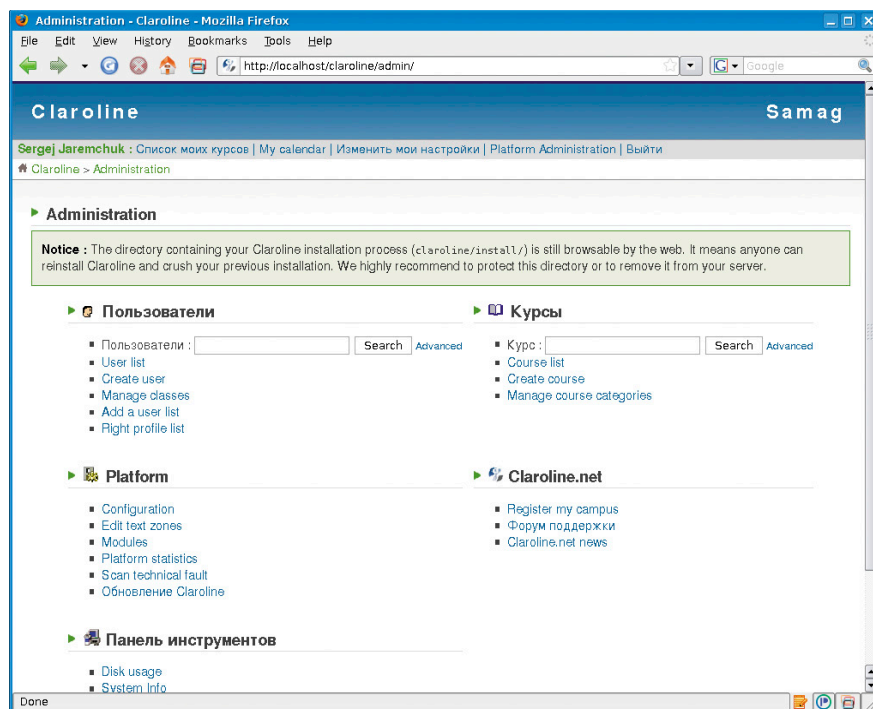 Administration - Claroline - Mozilla Firefox
File Edit View History Bookmarks Tools Help
http://localhost/claroline/admin/
Google
Claroline Samag
Sergej Jaremchuk : Список моих курсов | My calendar | Изменить мои настройки | Platform Administration | Выйти
Claroline > Administration
Administration
Notice : The directory containing your Claroline installation process (claroline/install/) is still browsable by the web. It means anyone can
reinstall Claroline and crush your previous installation. We highly recommend to protect this directory or to remove it from your server.
Пользователи
Пользователи : Search Advanced
User list
Create user
Manage classes
Add a user list
Right profile list
Курсы
Курс : Search Advanced
Course list
Create course
Manage course categories
Platform
Configuration
Edit text zones
Modules
Platform statistics
Scan technical fault
Обновление Claroline
Claroline.net
Register my campus
Форум поддержки
Claroline.net news
Панель инструментов
Disk usage
System Info
Done